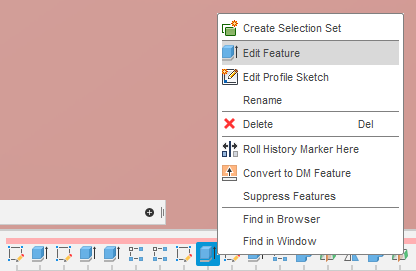 Create Selection Set
Edit Feature
Edit Profile Sketch
Rename
Delete Del
Roll History Marker Here
Convert to DM Feature
Suppress Features
Find in Browser
Find in Window